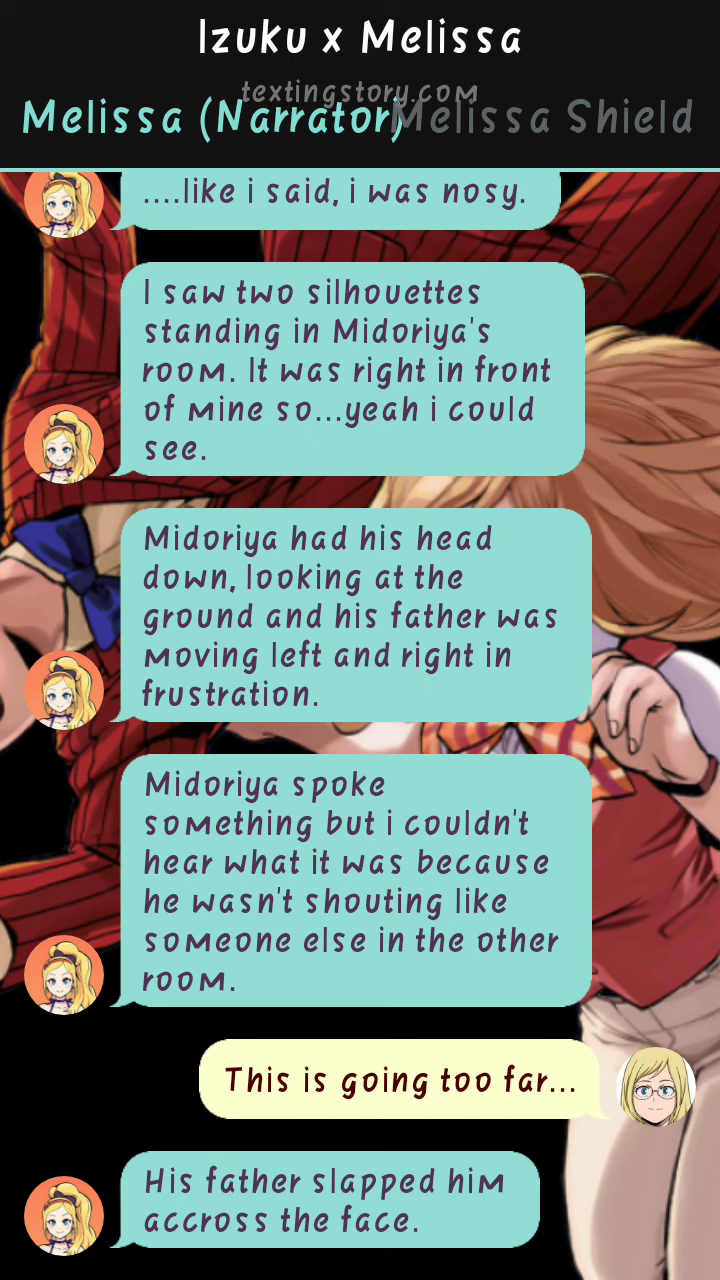 Izuku x Melissa
textingstory.com
Melissa (Narrator)
Melissa Shield
....like i said, i was nosy.
I saw two silhouettes
standing in Midoriya's
room. It was right in front
of mine so...yeah i could
see.
Midoriya had his head
down, looking at the
ground and his father was
moving left and right in
frustration.
Midoriya spoke
something but i couldn't
hear what it was because
he wasn't shouting like
someone else in the other
room.
This is going too far...
His father slapped him
accross the face.